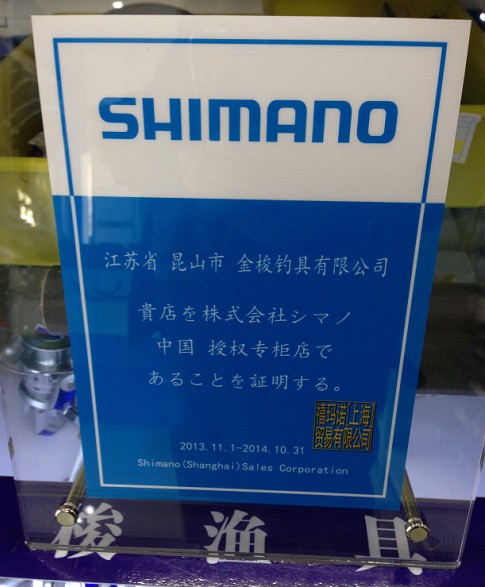 SHIMANO
江苏省 昆山市 金梭钓具有限公司
貴店を株式会社シマノ
中国 授权专柜店で
あることを証明する。
禧玛诺[上海]
贸易有限公司
2013.11.1-2014.10.31
Shimano(Shanghai)Sales Corporation
梭 渔 具